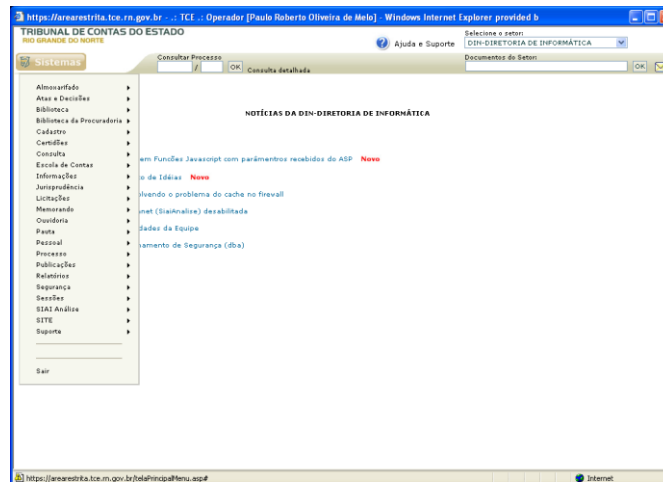 https://arearestrita.tce.rn.gov.br - .: TCE .: Operador [Paulo Roberto Oliveira de Melo] - Windows Internet Explorer provided b
TRIBUNAL DE CONTAS DO ESTADO
RIO GRANDE DO NORTE
Ajuda e Suporte
Selecione o setor:
DIN-DIRETORIA DE INFORMÁTICA
Sistemas
Consultar Processo
/ OK Consulta detalhada
Documentos do Setor:
OK
Almoxarifado
Atas e Decisões
Biblioteca
Biblioteca da Procuradoria
Cadastro
Certidões
Consulta
Escola de Contas
Informações
Jurisprudência
Licitações
Memorando
Ouvidoria
Pauta
Pessoal
Processo
Publicações
Relatórios
Segurança
Sessões
SIAI Análise
SITE
Suporte
Sair
NOTÍCIAS DA DIN-DIRETORIA DE INFORMÁTICA
em Funcões Javascript com parâmentros recebidos do ASP Novo
o de Idéias Novo
lvendo o problema do cache no firewall
net (SiaiAnalise) desabilitada
dades da Equipe
amento de Segurança (dba)
https://arearestrita.tce.rn.gov.br/telaPrincipalMenu.asp#
Internet